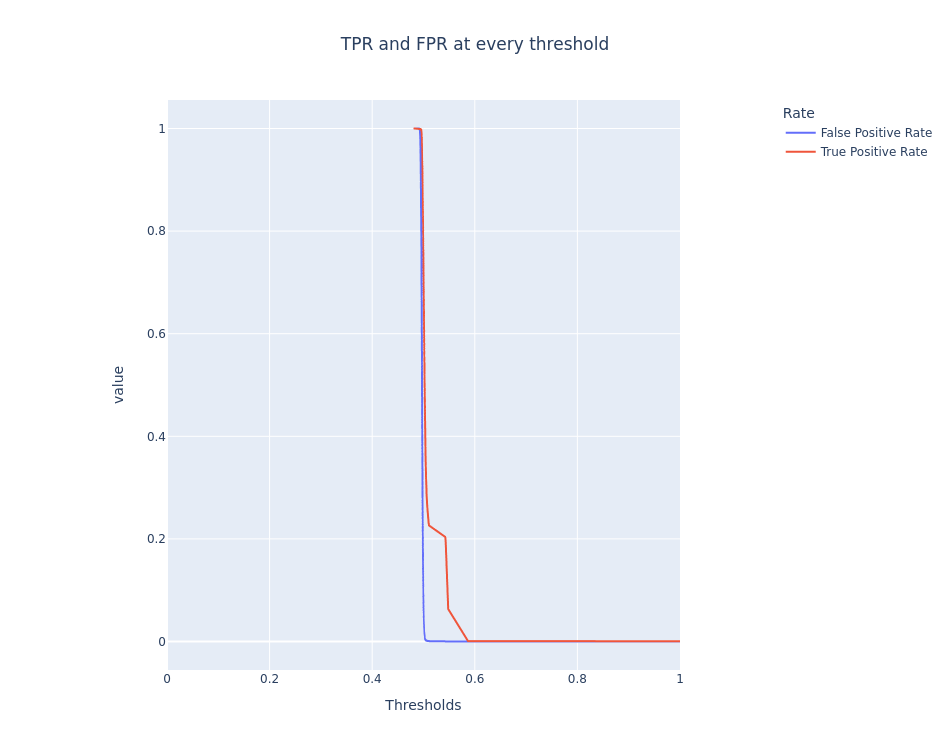 TPR and FPR at every threshold
Rate
False Positive Rate
True Positive Rate
1
0.8
0.6
0.4
0.2
0
value
0 0.2 0.4 0.6 0.8 1
Thresholds